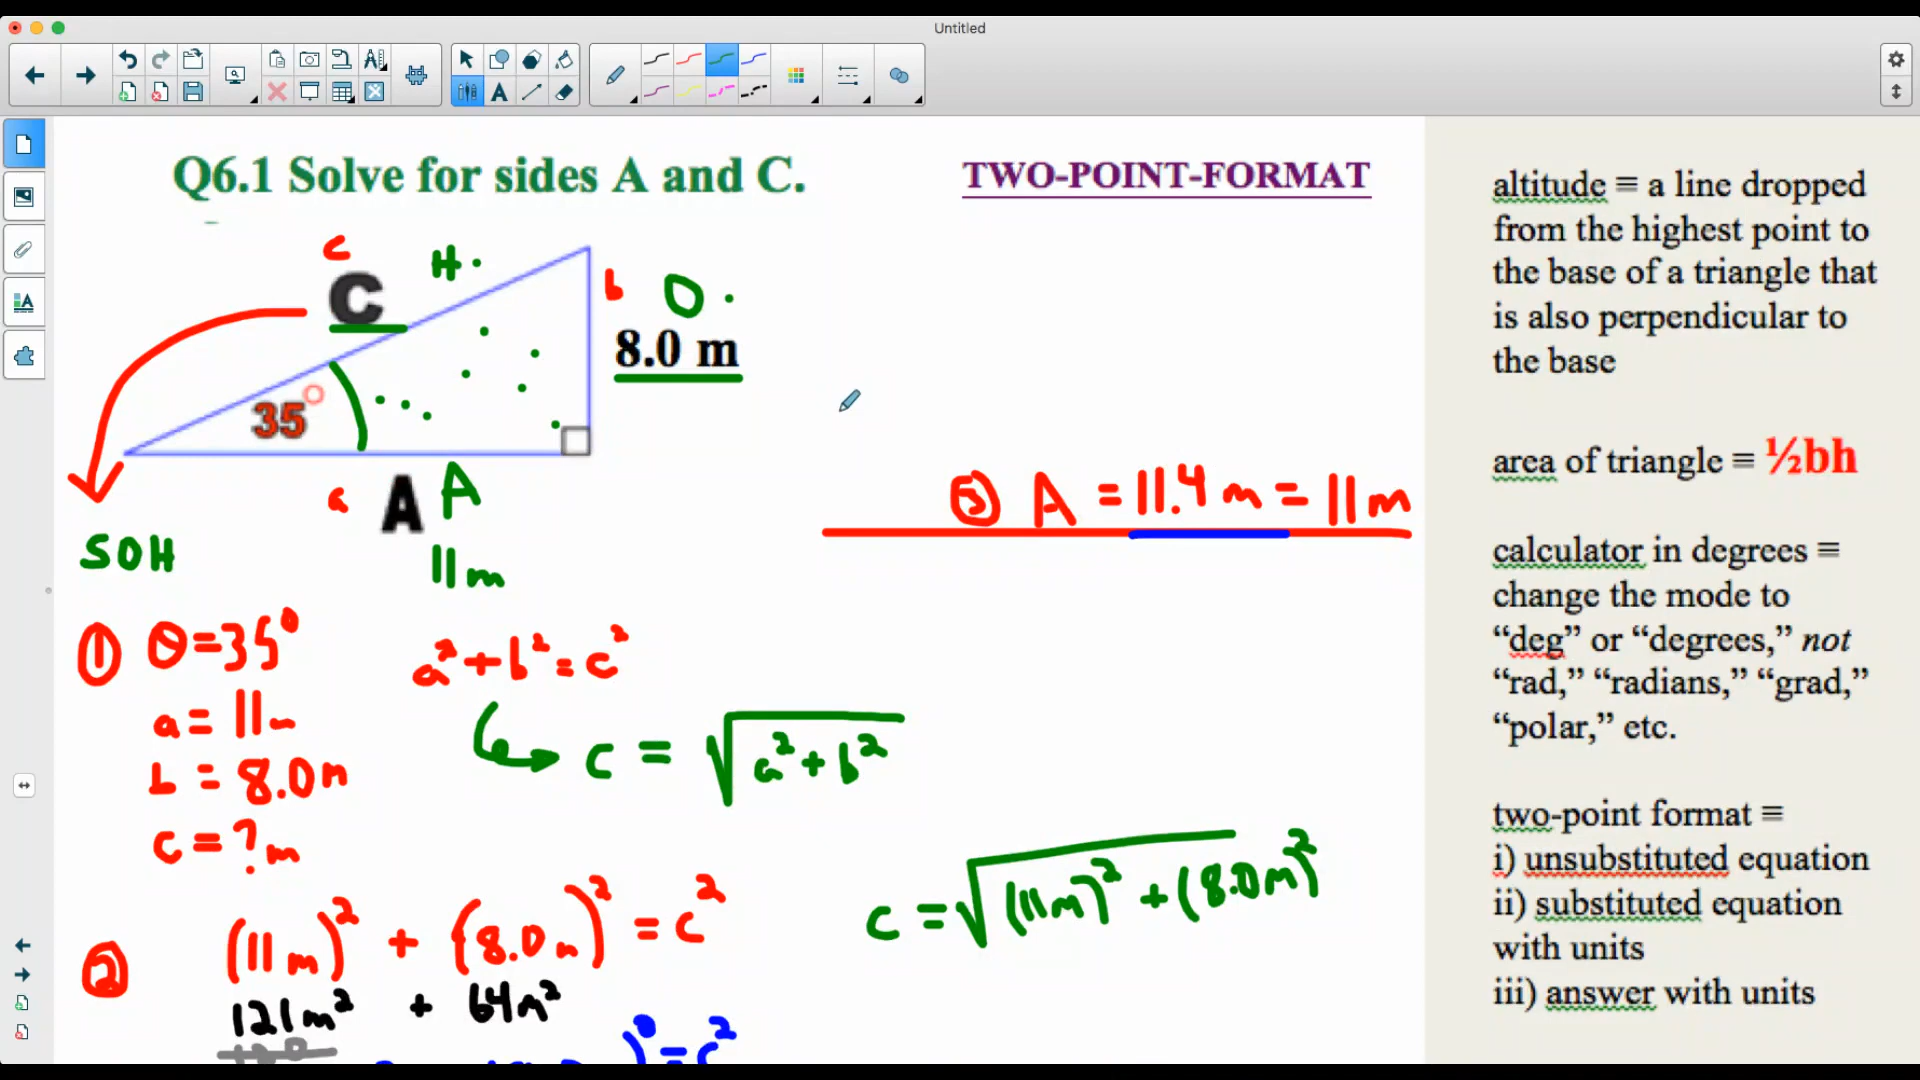 Untitled
Q6.1 Solve for sides A and C.
TWO-POINT-FORMAT
c
C
H
b
O
8.0 m
35°
a
A
A
11m
SOH
③ A = 11.4m = 11m
① θ=35°
a = 11m
b = 8.0m
c = ?m
a² + b² = c²
c = √a² + b²
c = √(11m)² + (8.0m)²
② (11m)² + (8.0m)² = c²
121m² + 64m²
)² = c²
altitude ≡ a line dropped
from the highest point to
the base of a triangle that
is also perpendicular to
the base
area of triangle ≡ ½bh
calculator in degrees ≡
change the mode to
“deg” or “degrees,” not
“rad,” “radians,” “grad,”
“polar,” etc.
two-point format ≡
i) unsubstituted equation
ii) substituted equation
with units
iii) answer with units